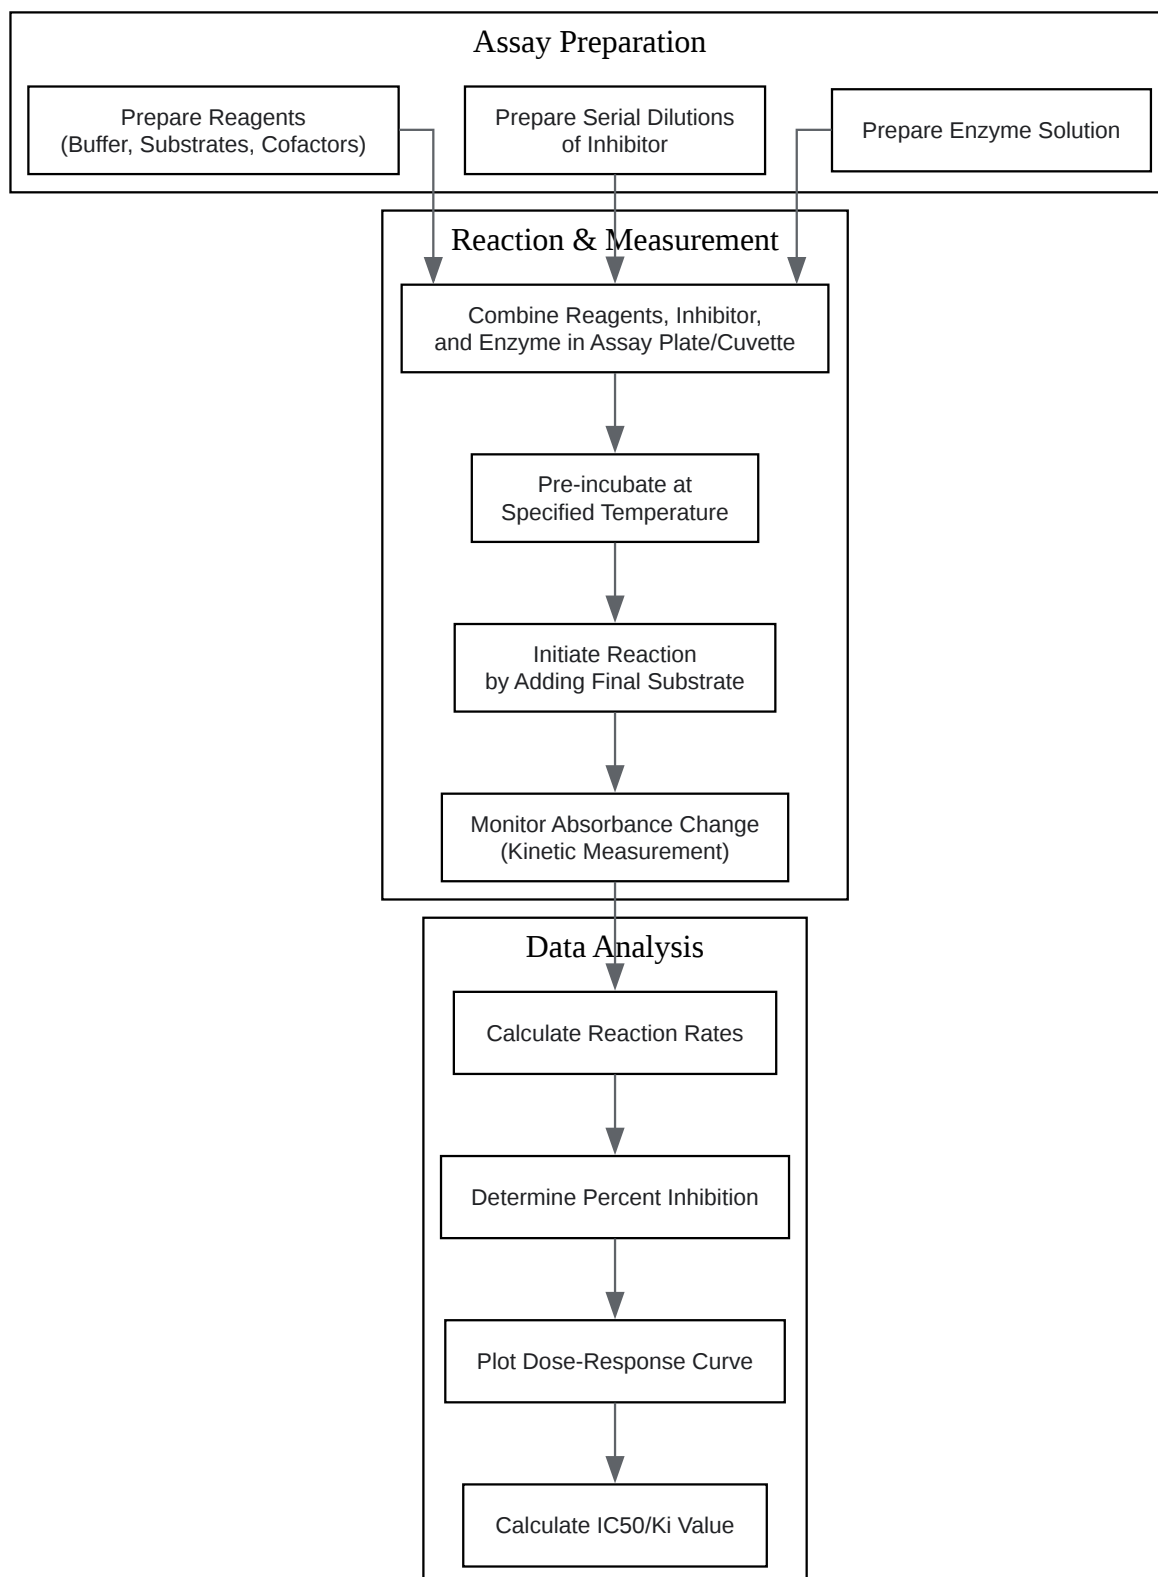 Assay Preparation
Prepare Reagents
(Buffer, Substrates, Cofactors)
Prepare Serial Dilutions
of Inhibitor
Prepare Enzyme Solution
Reaction & Measurement
Combine Reagents, Inhibitor,
and Enzyme in Assay Plate/Cuvette
Pre-incubate at
Specified Temperature
Initiate Reaction
by Adding Final Substrate
Monitor Absorbance Change
(Kinetic Measurement)
Data Analysis
Calculate Reaction Rates
Determine Percent Inhibition
Plot Dose-Response Curve
Calculate IC50/Ki Value